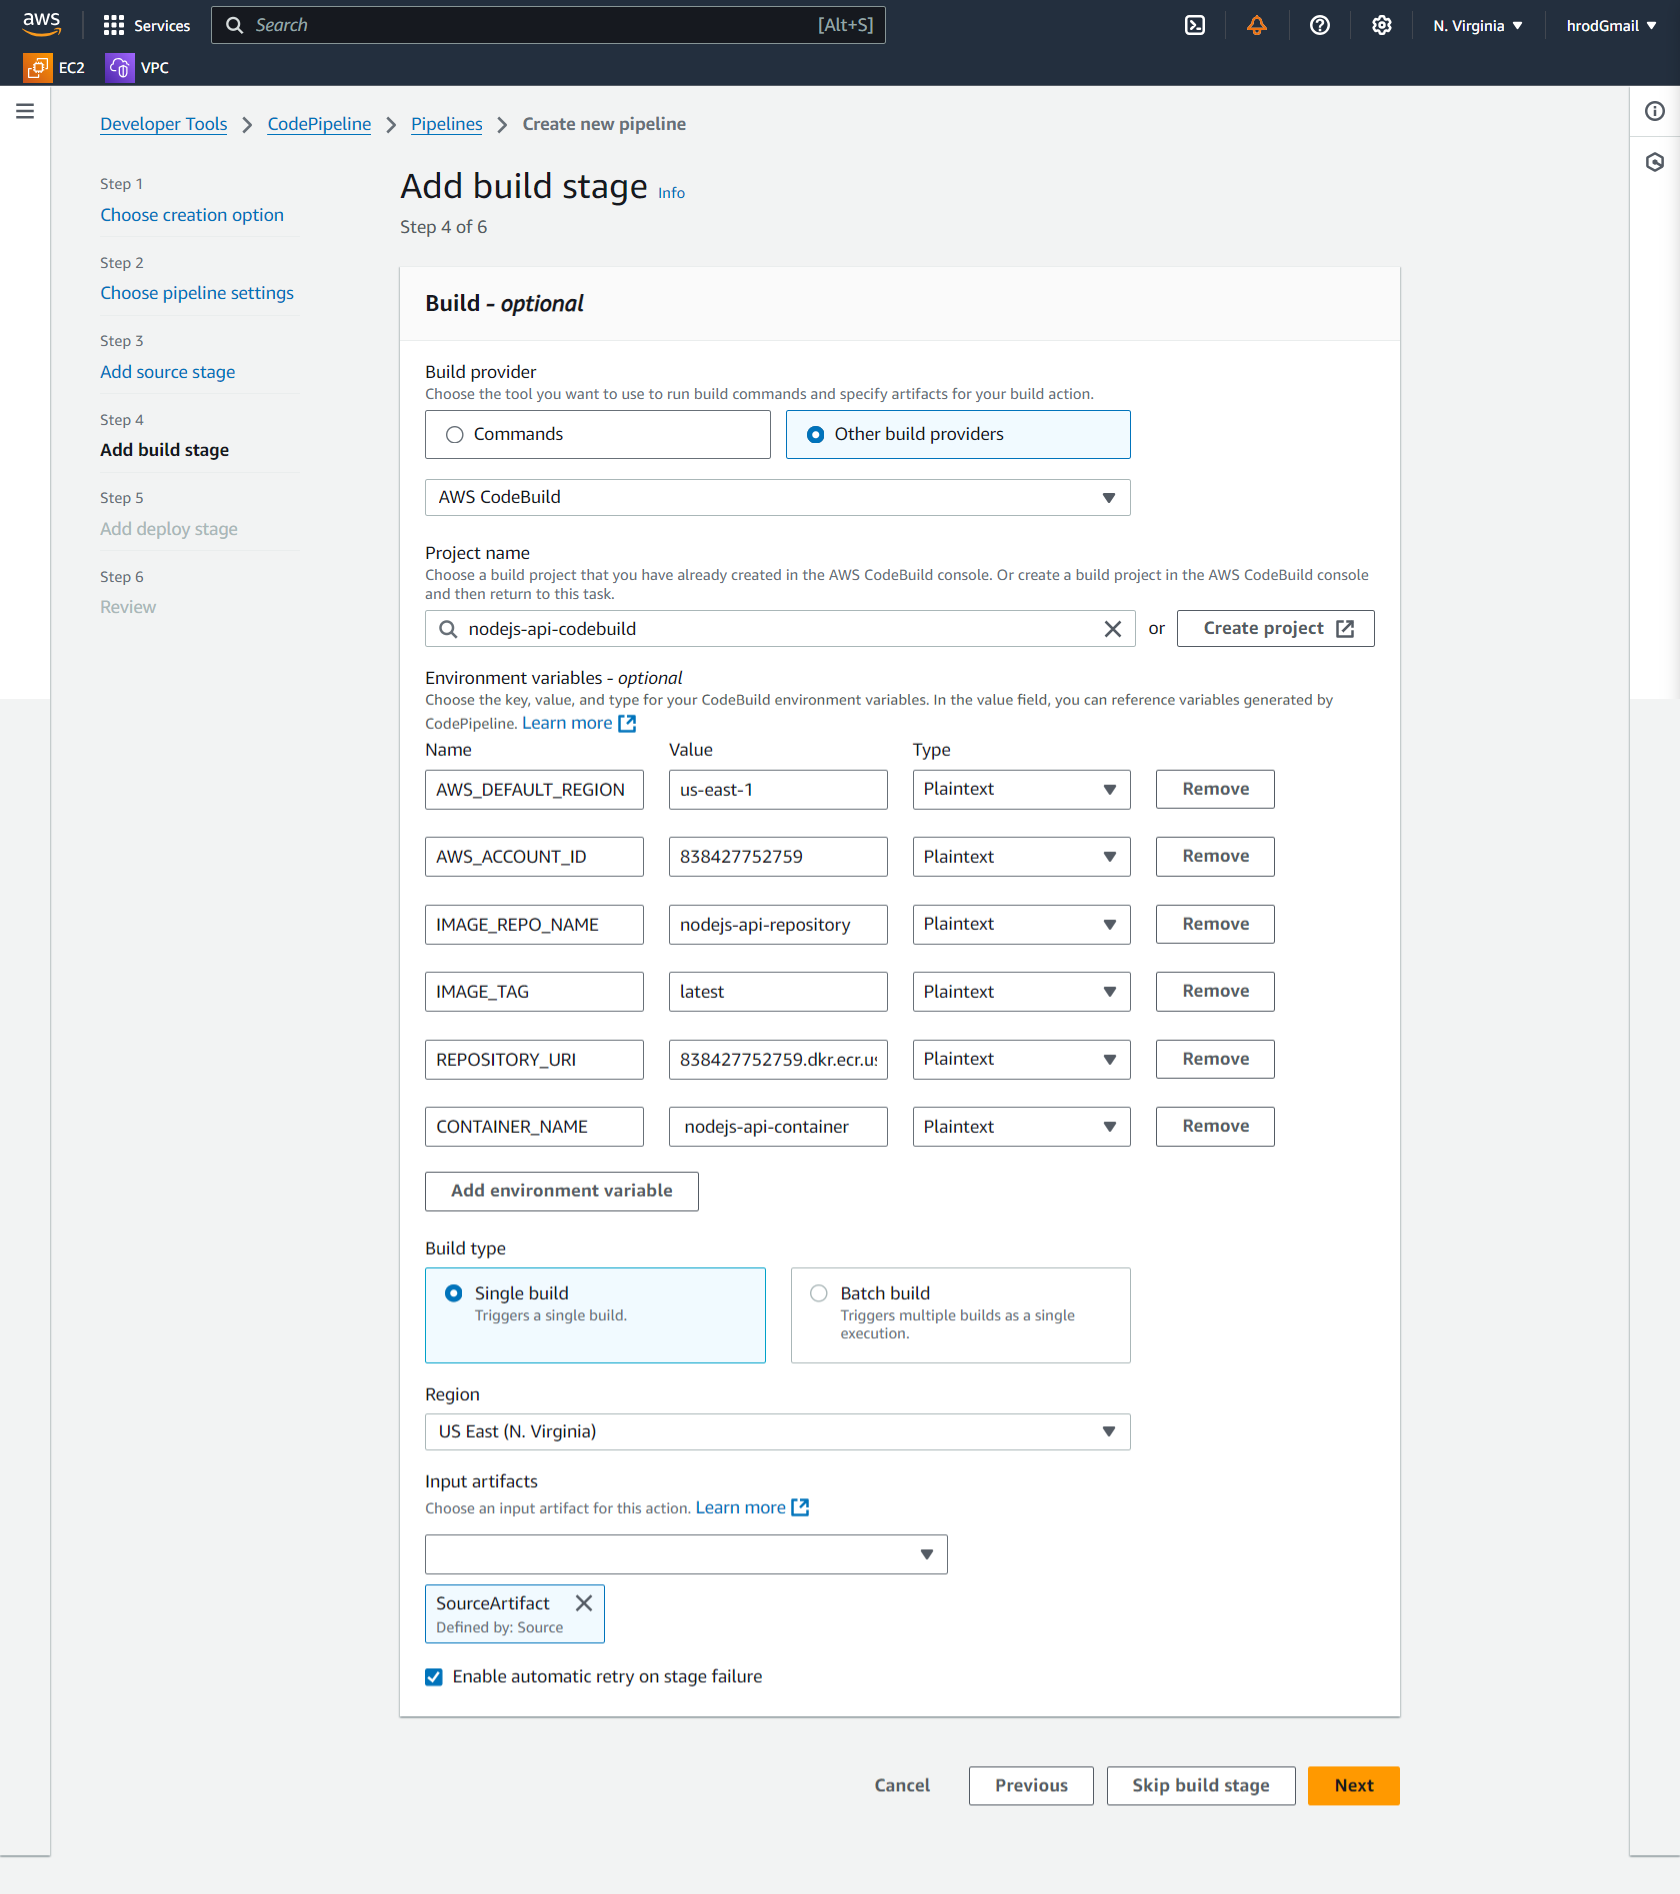 aws
Services
Search
[Alt+S]
N. Virginia
hrodGmail
EC2
VPC
Developer Tools
CodePipeline
Pipelines
Create new pipeline
Step 1
Choose creation option
Step 2
Choose pipeline settings
Step 3
Add source stage
Step 4
Add build stage
Step 5
Add deploy stage
Step 6
Review
Add build stage Info
Step 4 of 6
Build - optional
Build provider
Choose the tool you want to use to run build commands and specify artifacts for your build action.
Commands
Other build providers
AWS CodeBuild
Project name
Choose a build project that you have already created in the AWS CodeBuild console. Or create a build project in the AWS CodeBuild console
and then return to this task.
nodejs-api-codebuild
or
Create project
Environment variables - optional
Choose the key, value, and type for your CodeBuild environment variables. In the value field, you can reference variables generated by
CodePipeline. Learn more
Name Value Type
AWS_DEFAULT_REGION us-east-1 Plaintext Remove
AWS_ACCOUNT_ID 838427752759 Plaintext Remove
IMAGE_REPO_NAME nodejs-api-repository Plaintext Remove
IMAGE_TAG latest Plaintext Remove
REPOSITORY_URI 838427752759.dkr.ecr.us Plaintext Remove
CONTAINER_NAME nodejs-api-container Plaintext Remove
Add environment variable
Build type
Single build
Triggers a single build.
Batch build
Triggers multiple builds as a single
execution.
Region
US East (N. Virginia)
Input artifacts
Choose an input artifact for this action. Learn more
SourceArtifact
Defined by: Source
Enable automatic retry on stage failure
Cancel
Previous
Skip build stage
Next